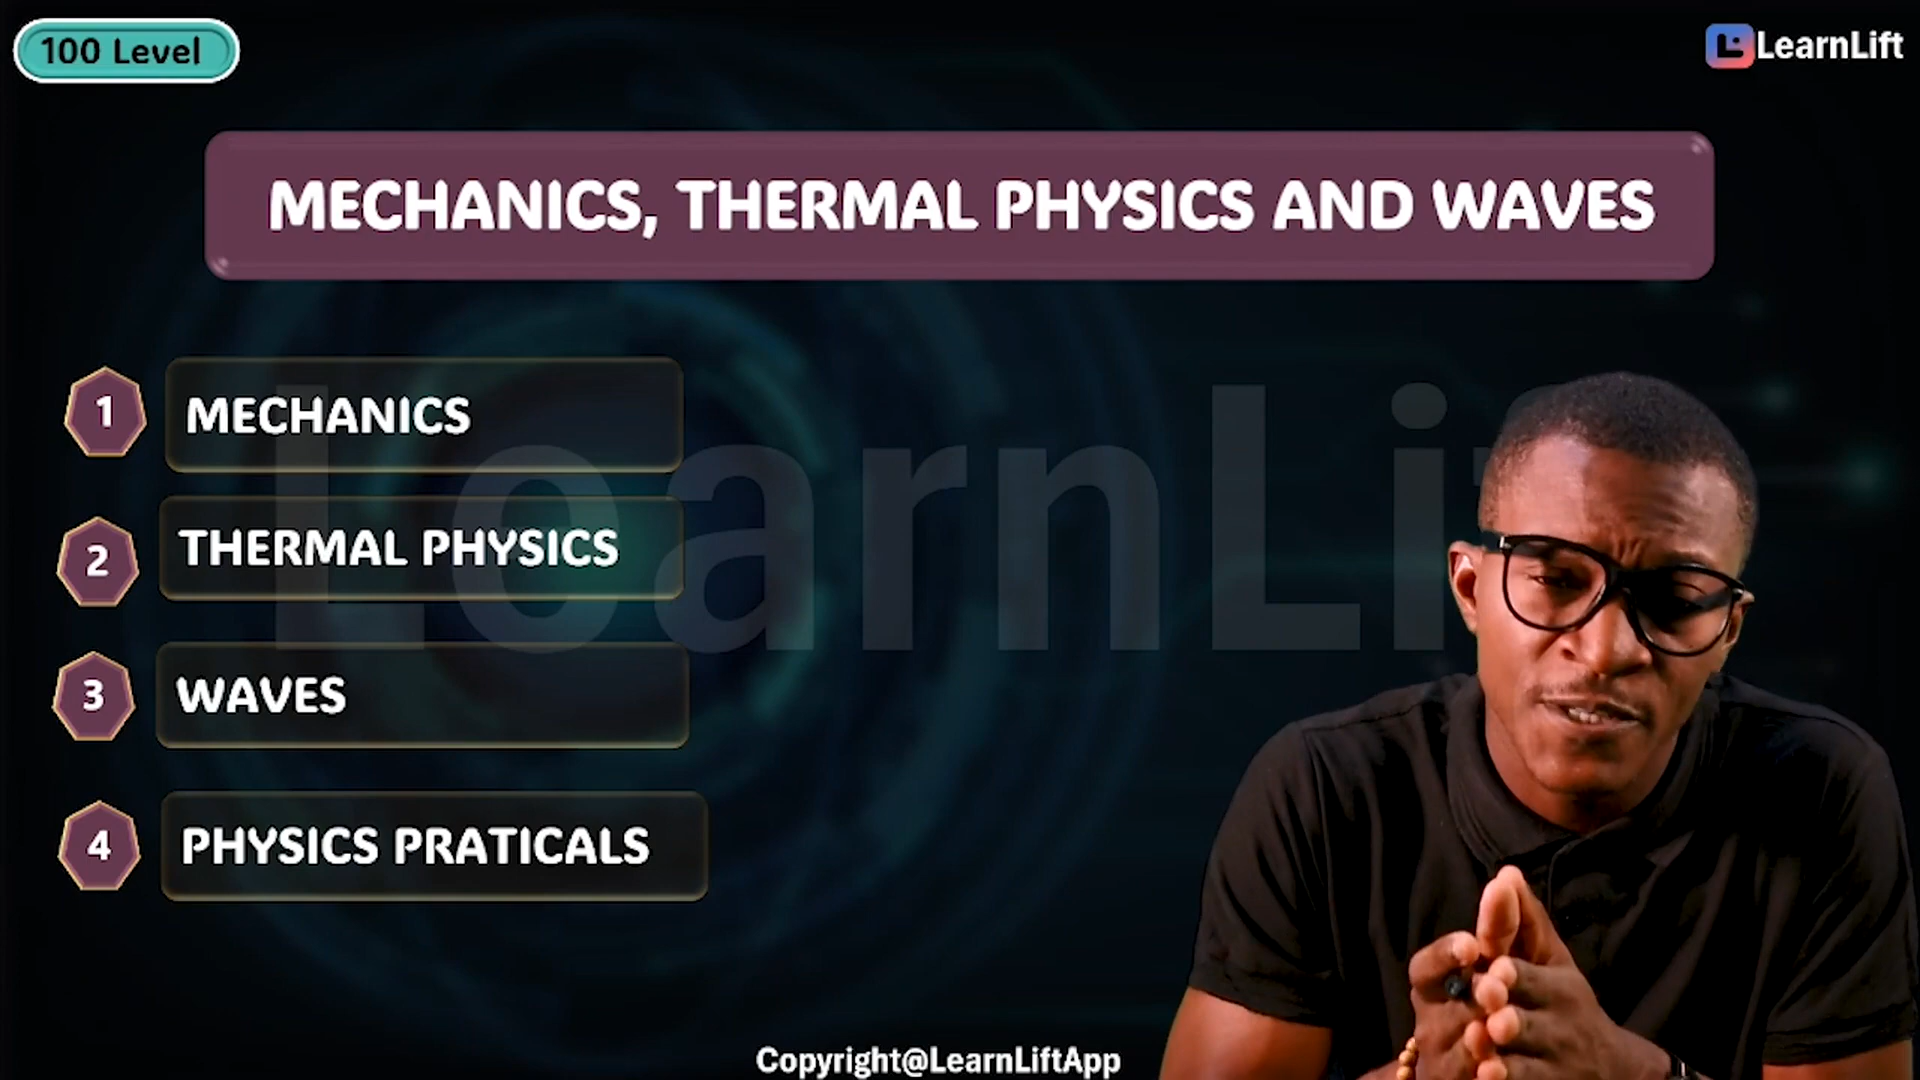 100 Level
LearnLift
MECHANICS, THERMAL PHYSICS AND WAVES
1
MECHANICS
2
THERMAL PHYSICS
3
WAVES
4
PHYSICS PRATICALS
LearnLi
Copyright@LearnLiftApp